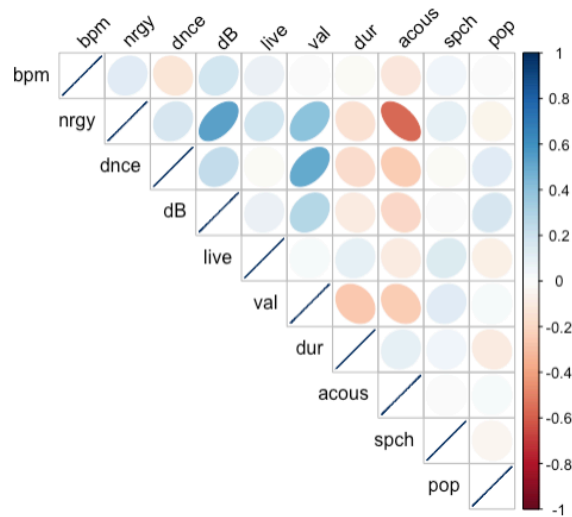 bpm nrgy dnce dB live val dur acous spch pop
bpm
nrgy
dnce
dB
live
val
dur
acous
spch
pop
1
0.8
0.6
0.4
0.2
0
-0.2
-0.4
-0.6
-0.8
-1